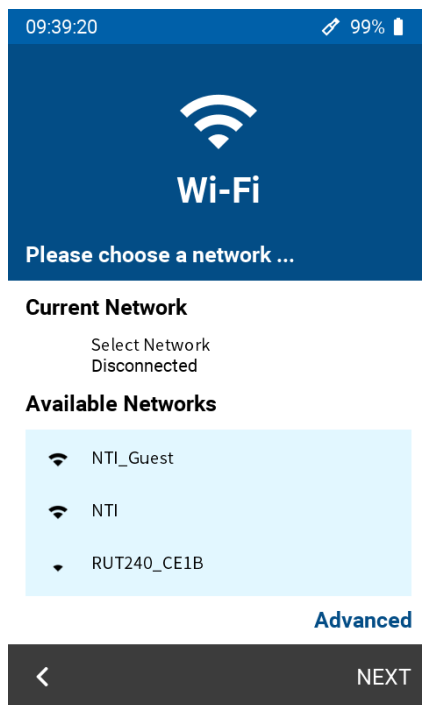 09:39:20 99%
Wi-Fi
Please choose a network ...
Current Network
Select Network
Disconnected
Available Networks
NTI_Guest
NTI
RUT240_CE1B
Advanced
NEXT